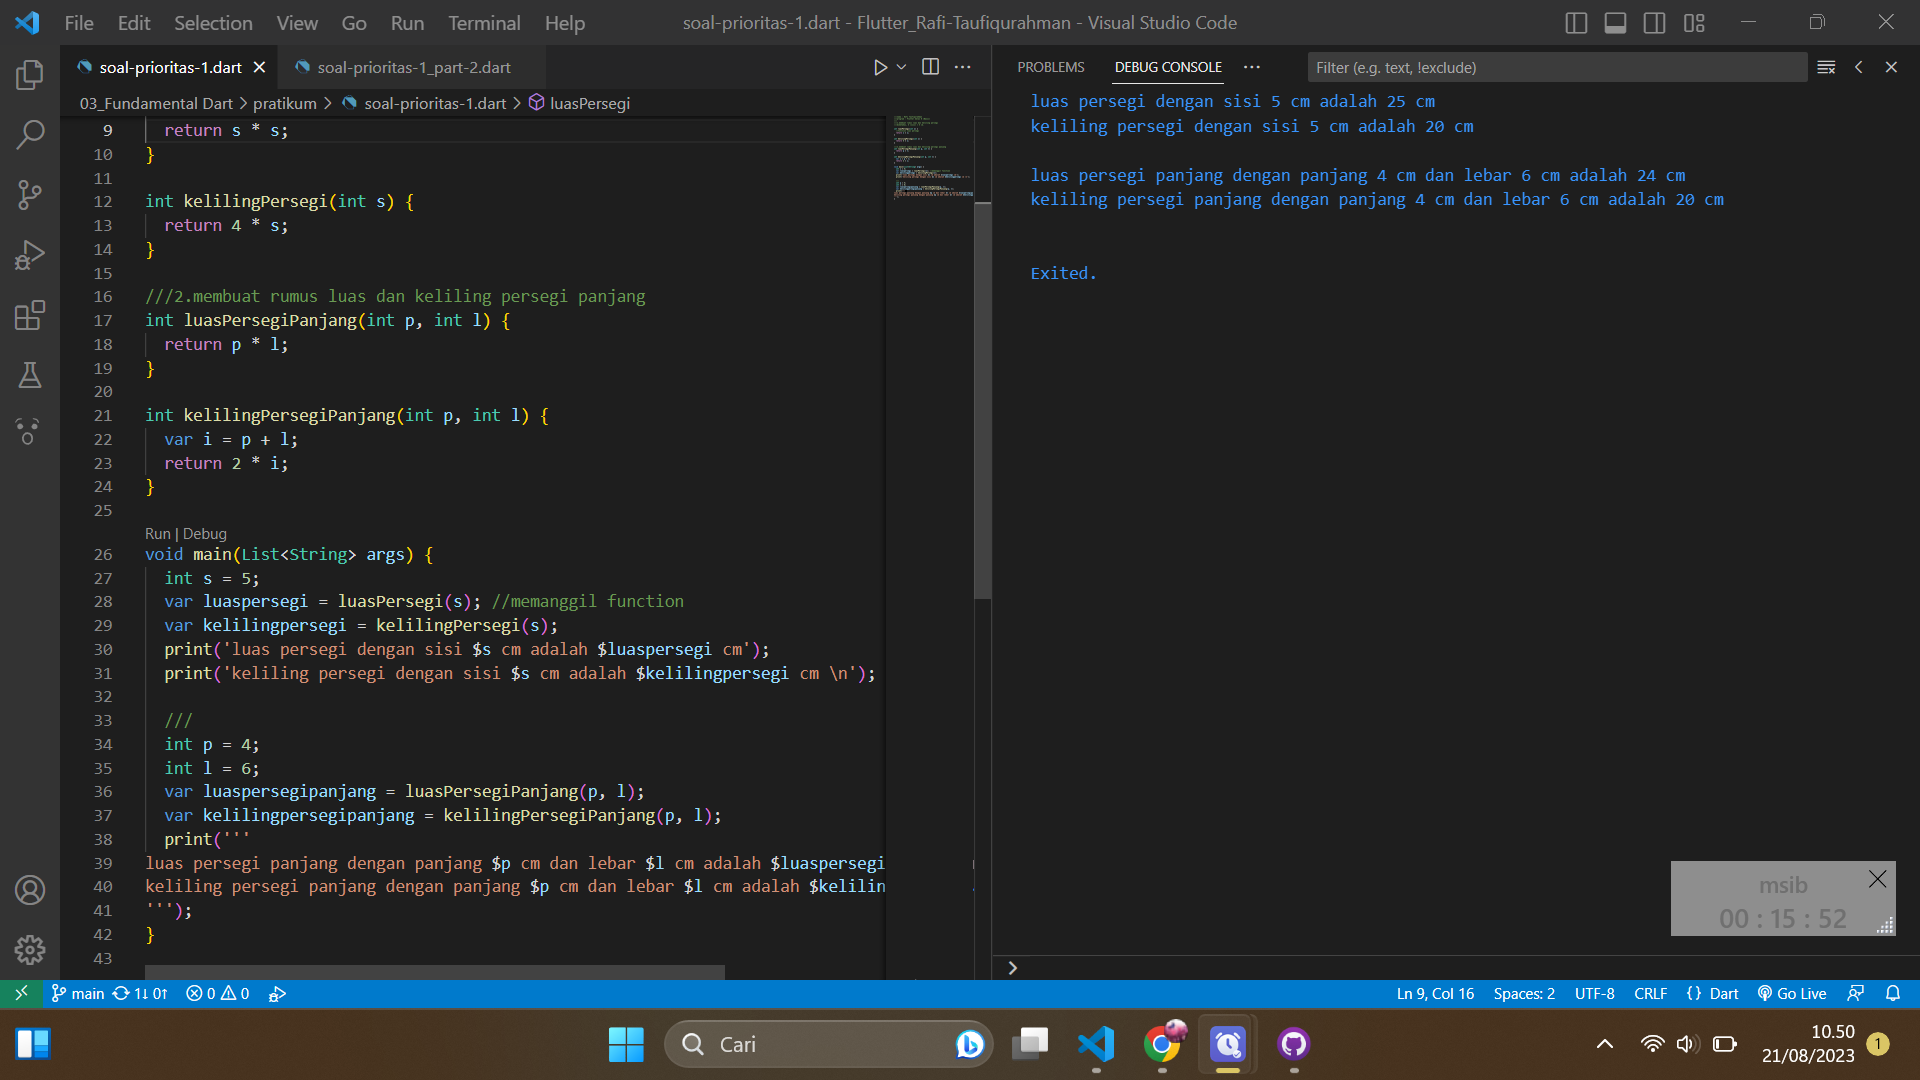 File Edit Selection View Go Run Terminal Help
soal-prioritas-1.dart - Flutter_Rafi-Taufiqurahman - Visual Studio Code
soal-prioritas-1.dart
soal-prioritas-1_part-2.dart
03_Fundamental Dart > pratikum > soal-prioritas-1.dart > luasPersegi
9 return s * s;
10 }
11
12 int kelilingPersegi(int s) {
13 return 4 * s;
14 }
15
16 ///2.membuat rumus luas dan keliling persegi panjang
17 int luasPersegiPanjang(int p, int l) {
18 return p * l;
19 }
20
21 int kelilingPersegiPanjang(int p, int l) {
22 var i = p + l;
23 return 2 * i;
24 }
25
Run | Debug
26 void main(List<String> args) {
27 int s = 5;
28 var luaspersegi = luasPersegi(s); //memanggil function
29 var kelilingpersegi = kelilingPersegi(s);
30 print('luas persegi dengan sisi $s cm adalah $luaspersegi cm');
31 print('keliling persegi dengan sisi $s cm adalah $kelilingpersegi cm \n');
32
33 ///
34 int p = 4;
35 int l = 6;
36 var luaspersegipanjang = luasPersegiPanjang(p, l);
37 var kelilingpersegipanjang = kelilingPersegiPanjang(p, l);
38 print('''
39 luas persegi panjang dengan panjang $p cm dan lebar $l cm adalah $luaspersegi
40 keliling persegi panjang dengan panjang $p cm dan lebar $l cm adalah $kelilin
41 ''');
42 }
43
PROBLEMS DEBUG CONSOLE ···
Filter (e.g. text, !exclude)
luas persegi dengan sisi 5 cm adalah 25 cm
keliling persegi dengan sisi 5 cm adalah 20 cm
luas persegi panjang dengan panjang 4 cm dan lebar 6 cm adalah 24 cm
keliling persegi panjang dengan panjang 4 cm dan lebar 6 cm adalah 20 cm
Exited.
msib
00 : 15 : 52
main 1↓ 0↑ 0 0
Ln 9, Col 16 Spaces: 2 UTF-8 CRLF {} Dart Go Live
Cari
10.50
21/08/2023
1